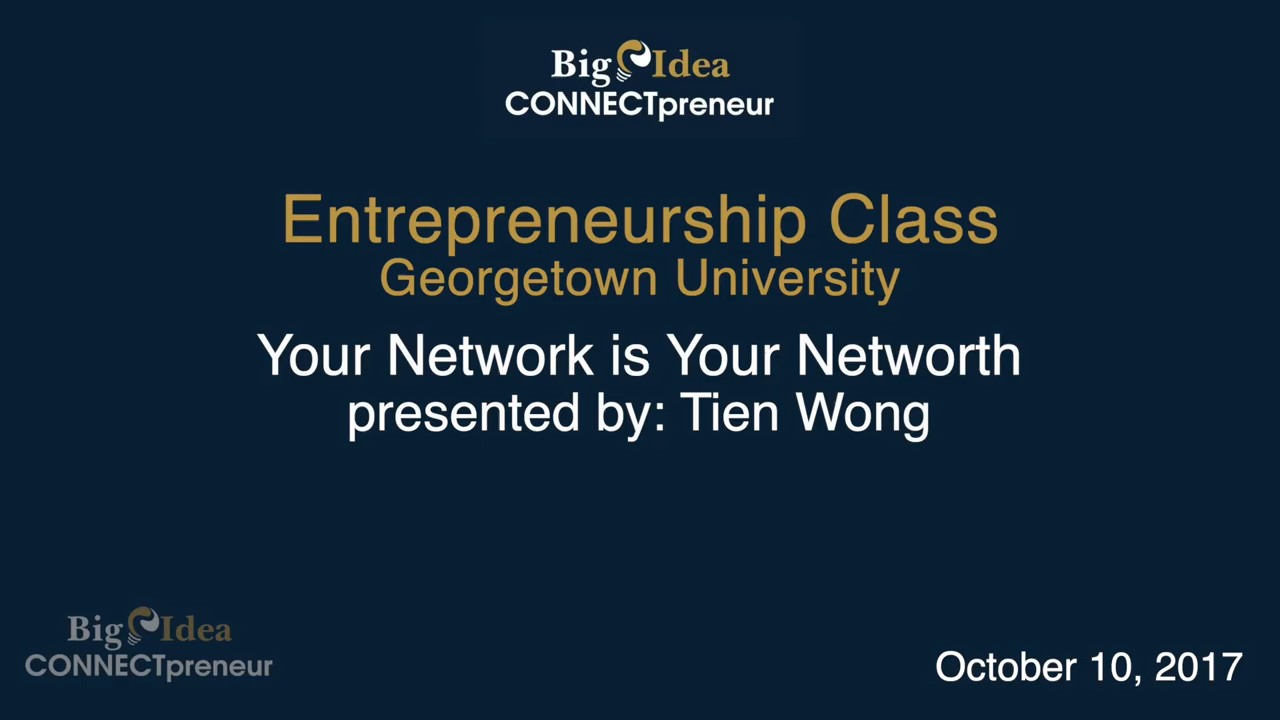 Big Idea
CONNECTpreneur
Entrepreneurship Class
Georgetown University
Your Network is Your Networth
presented by: Tien Wong
Big Idea
CONNECTpreneur
October 10, 2017